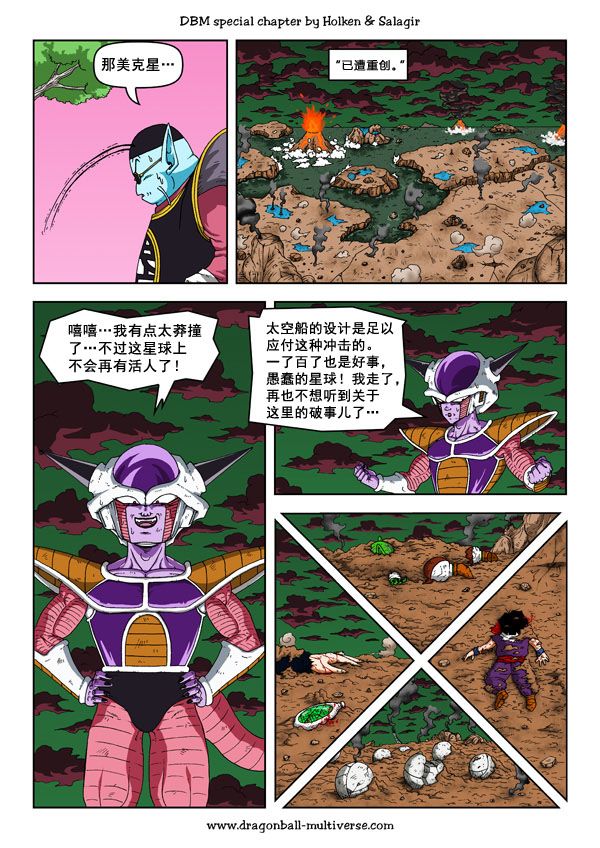 DBM special chapter by Holken & Salagir
那美克星…
“已遭重创。”
嘻嘻…我有点太莽撞
了…不过这星球上
不会再有活人了！
太空船的设计是足以
应付这种冲击的。
一了百了也是好事，
愚蠢的星球！我走了，
再也不想听到关于
这里的破事儿了…
www.dragonball-multiverse.com